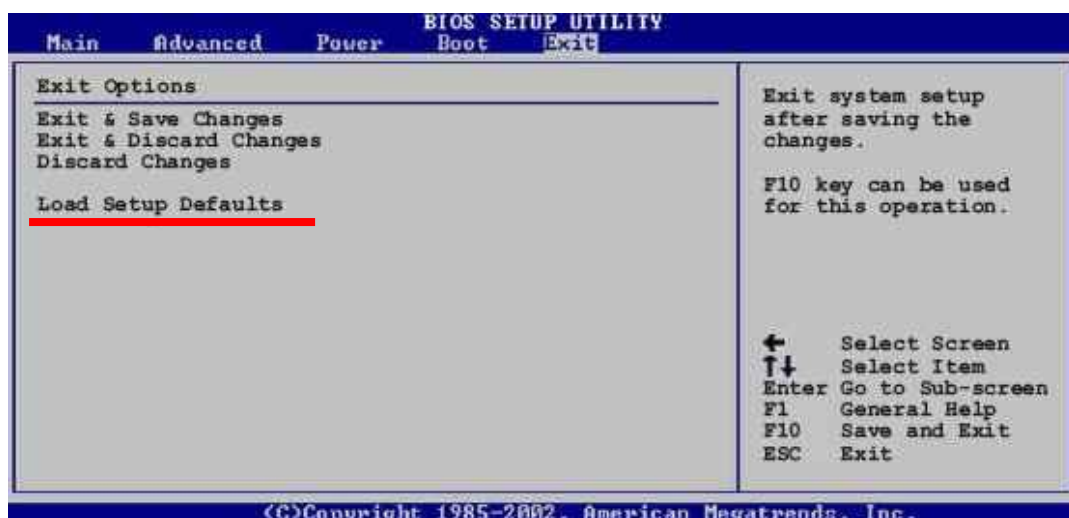 BIOS SETUP UTILITY
Main Advanced Power Boot Exit
Exit Options
Exit & Save Changes
Exit & Discard Changes
Discard Changes
Load Setup Defaults
Exit system setup
after saving the
changes.
F10 key can be used
for this operation.
← Select Screen
↑↓ Select Item
Enter Go to Sub-screen
F1 General Help
F10 Save and Exit
ESC Exit
(C)Copyright 1985-2002, American Megatrends, Inc.